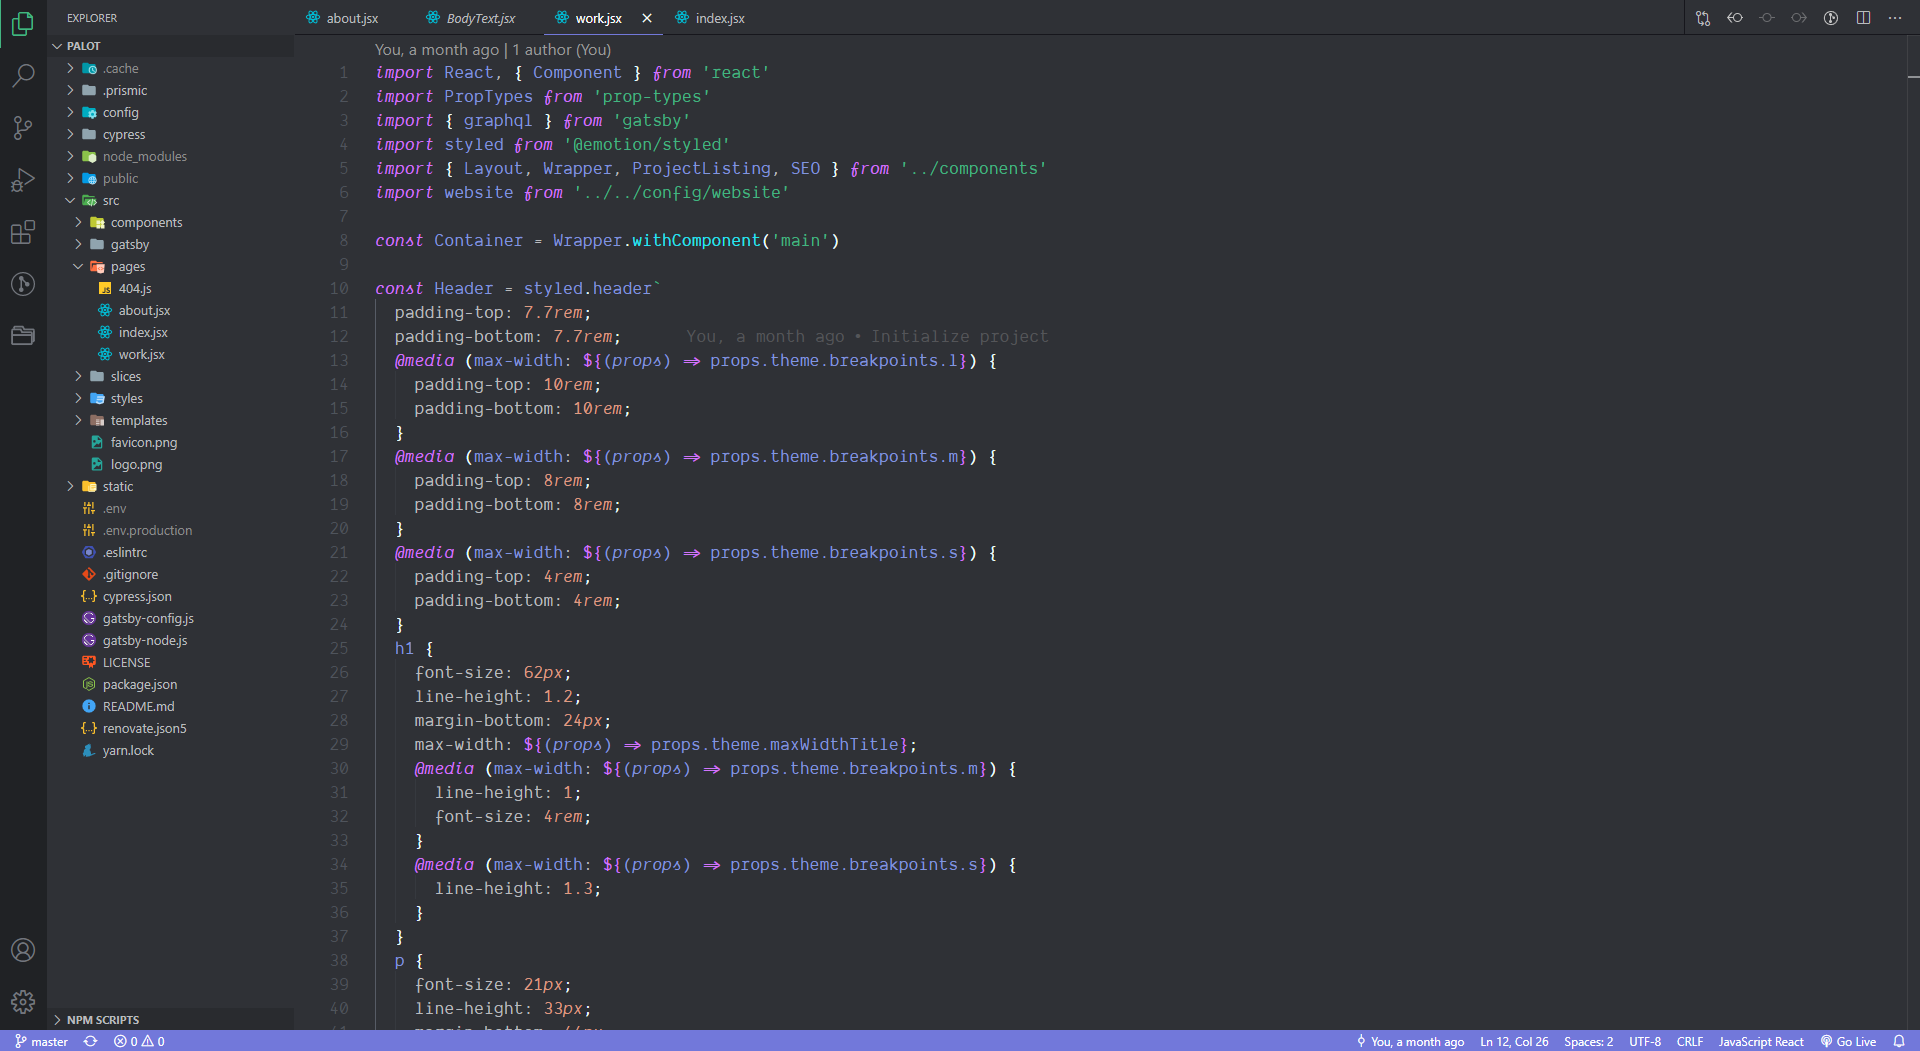 EXPLORER
PALOT
.cache
.prismic
config
cypress
node_modules
public
src
components
gatsby
pages
404.js
about.jsx
index.jsx
work.jsx
slices
styles
templates
favicon.png
logo.png
static
.env
.env.production
.eslintrc
.gitignore
cypress.json
gatsby-config.js
gatsby-node.js
LICENSE
package.json
README.md
renovate.json5
yarn.lock
NPM SCRIPTS
about.jsx BodyText.jsx work.jsx index.jsx
You, a month ago | 1 author (You)
1 import React, { Component } from 'react'
2 import PropTypes from 'prop-types'
3 import { graphql } from 'gatsby'
4 import styled from '@emotion/styled'
5 import { Layout, Wrapper, ProjectListing, SEO } from '../components'
6 import website from '../../config/website'
7
8 const Container = Wrapper.withComponent('main')
9
10 const Header = styled.header`
11 padding-top: 7.7rem;
12 padding-bottom: 7.7rem; You, a month ago • Initialize project
13 @media (max-width: ${(props) => props.theme.breakpoints.l}) {
14 padding-top: 10rem;
15 padding-bottom: 10rem;
16 }
17 @media (max-width: ${(props) => props.theme.breakpoints.m}) {
18 padding-top: 8rem;
19 padding-bottom: 8rem;
20 }
21 @media (max-width: ${(props) => props.theme.breakpoints.s}) {
22 padding-top: 4rem;
23 padding-bottom: 4rem;
24 }
25 h1 {
26 font-size: 62px;
27 line-height: 1.2;
28 margin-bottom: 24px;
29 max-width: ${(props) => props.theme.maxWidthTitle};
30 @media (max-width: ${(props) => props.theme.breakpoints.m}) {
31 line-height: 1;
32 font-size: 4rem;
33 }
34 @media (max-width: ${(props) => props.theme.breakpoints.s}) {
35 line-height: 1.3;
36 }
37 }
38 p {
39 font-size: 21px;
40 line-height: 33px;
master 0 0 You, a month ago Ln 12, Col 26 Spaces: 2 UTF-8 CRLF JavaScript React Go Live